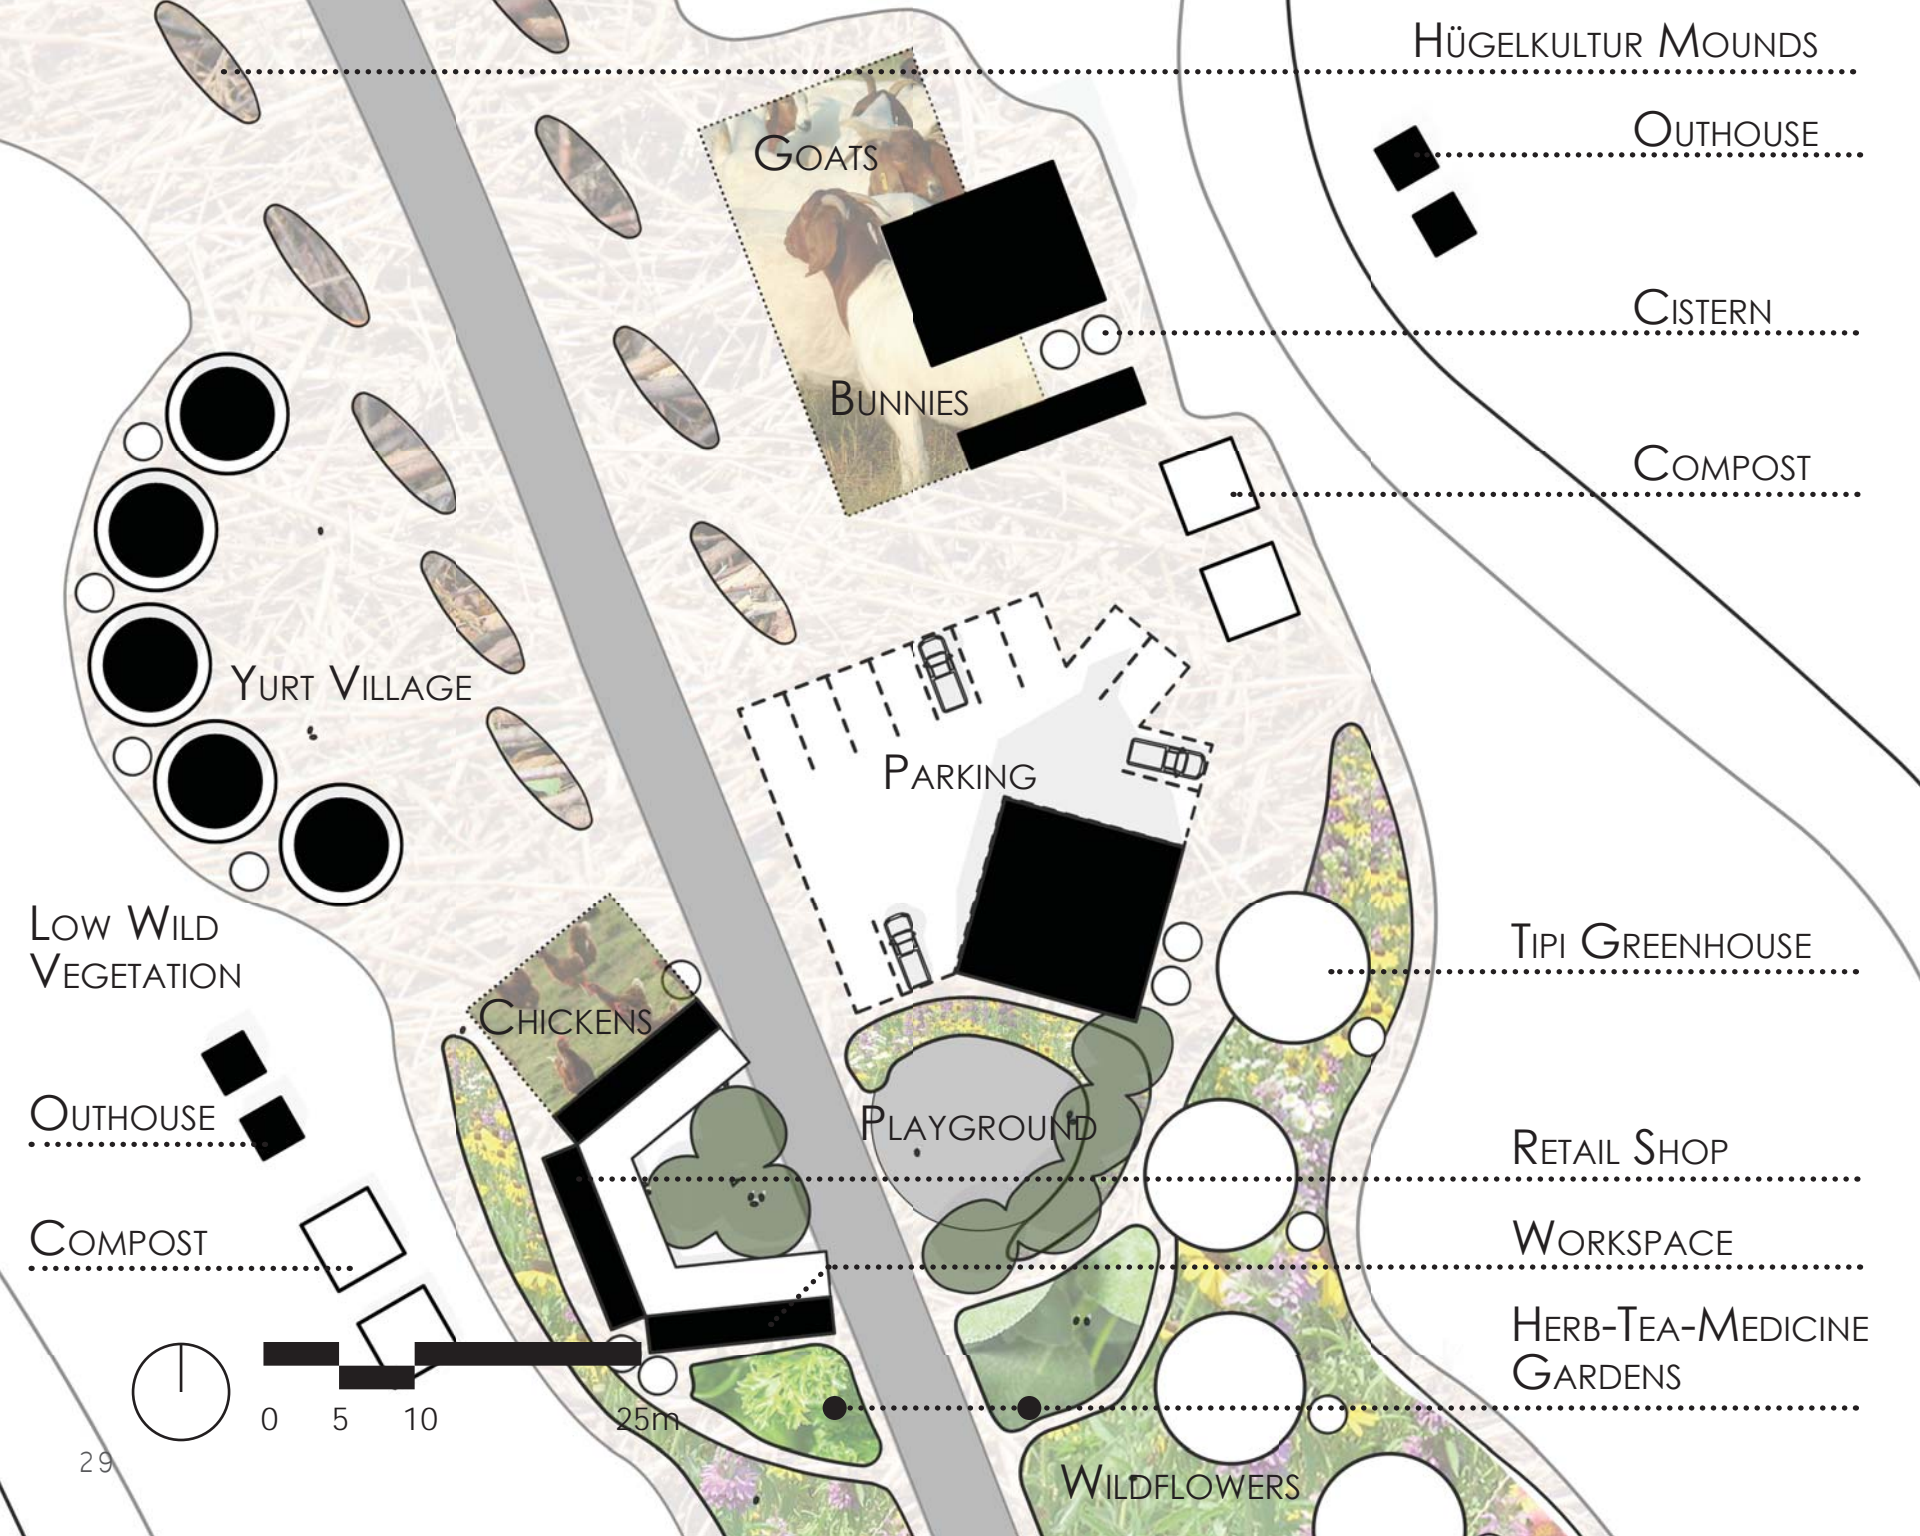 HÜGELKULTUR MOUNDS
OUTHOUSE
GOATS
CISTERN
BUNNIES
COMPOST
YURT VILLAGE
PARKING
LOW WILD
VEGETATION
TIPI GREENHOUSE
CHICKENS
OUTHOUSE
PLAYGROUND
RETAIL SHOP
COMPOST
WORKSPACE
HERB-TEA-MEDICINE
GARDENS
0 5 10 25m
29
WILDFLOWERS